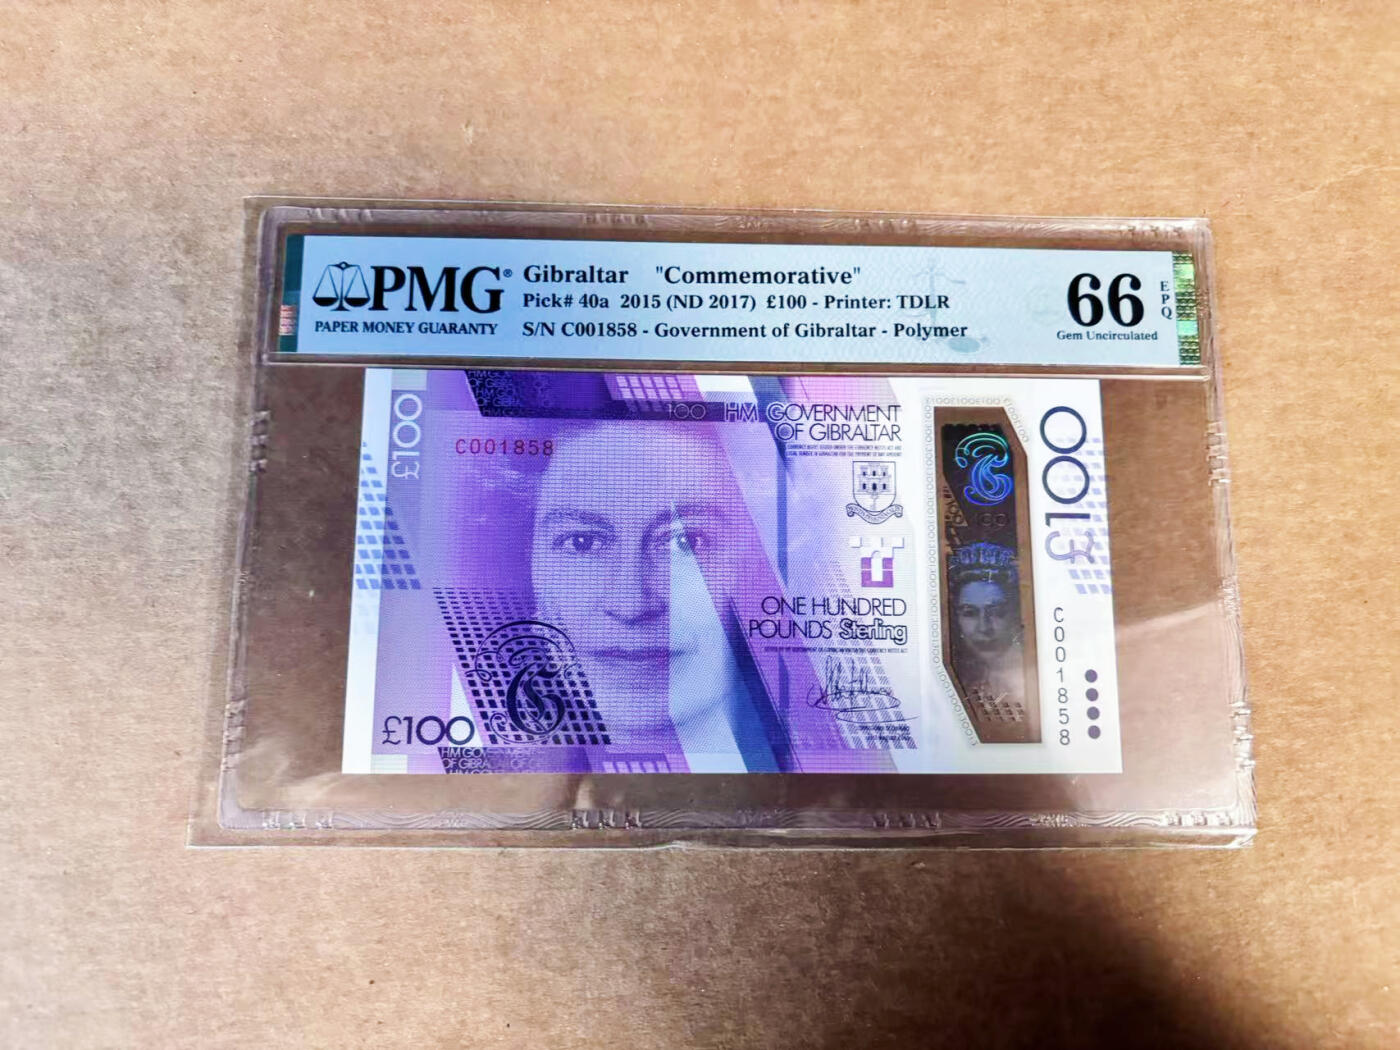 PMG®
PAPER MONEY GUARANTY
Gibraltar "Commemorative"
Pick# 40a 2015 (ND 2017) £100 - Printer: TDLR
S/N C001858 - Government of Gibraltar - Polymer
66
EPQ
Gem Uncirculated
£100
C001858
100 HM GOVERNMENT
OF GIBRALTAR
ONE HUNDRED
POUNDS Sterling
£100
£100
C001858